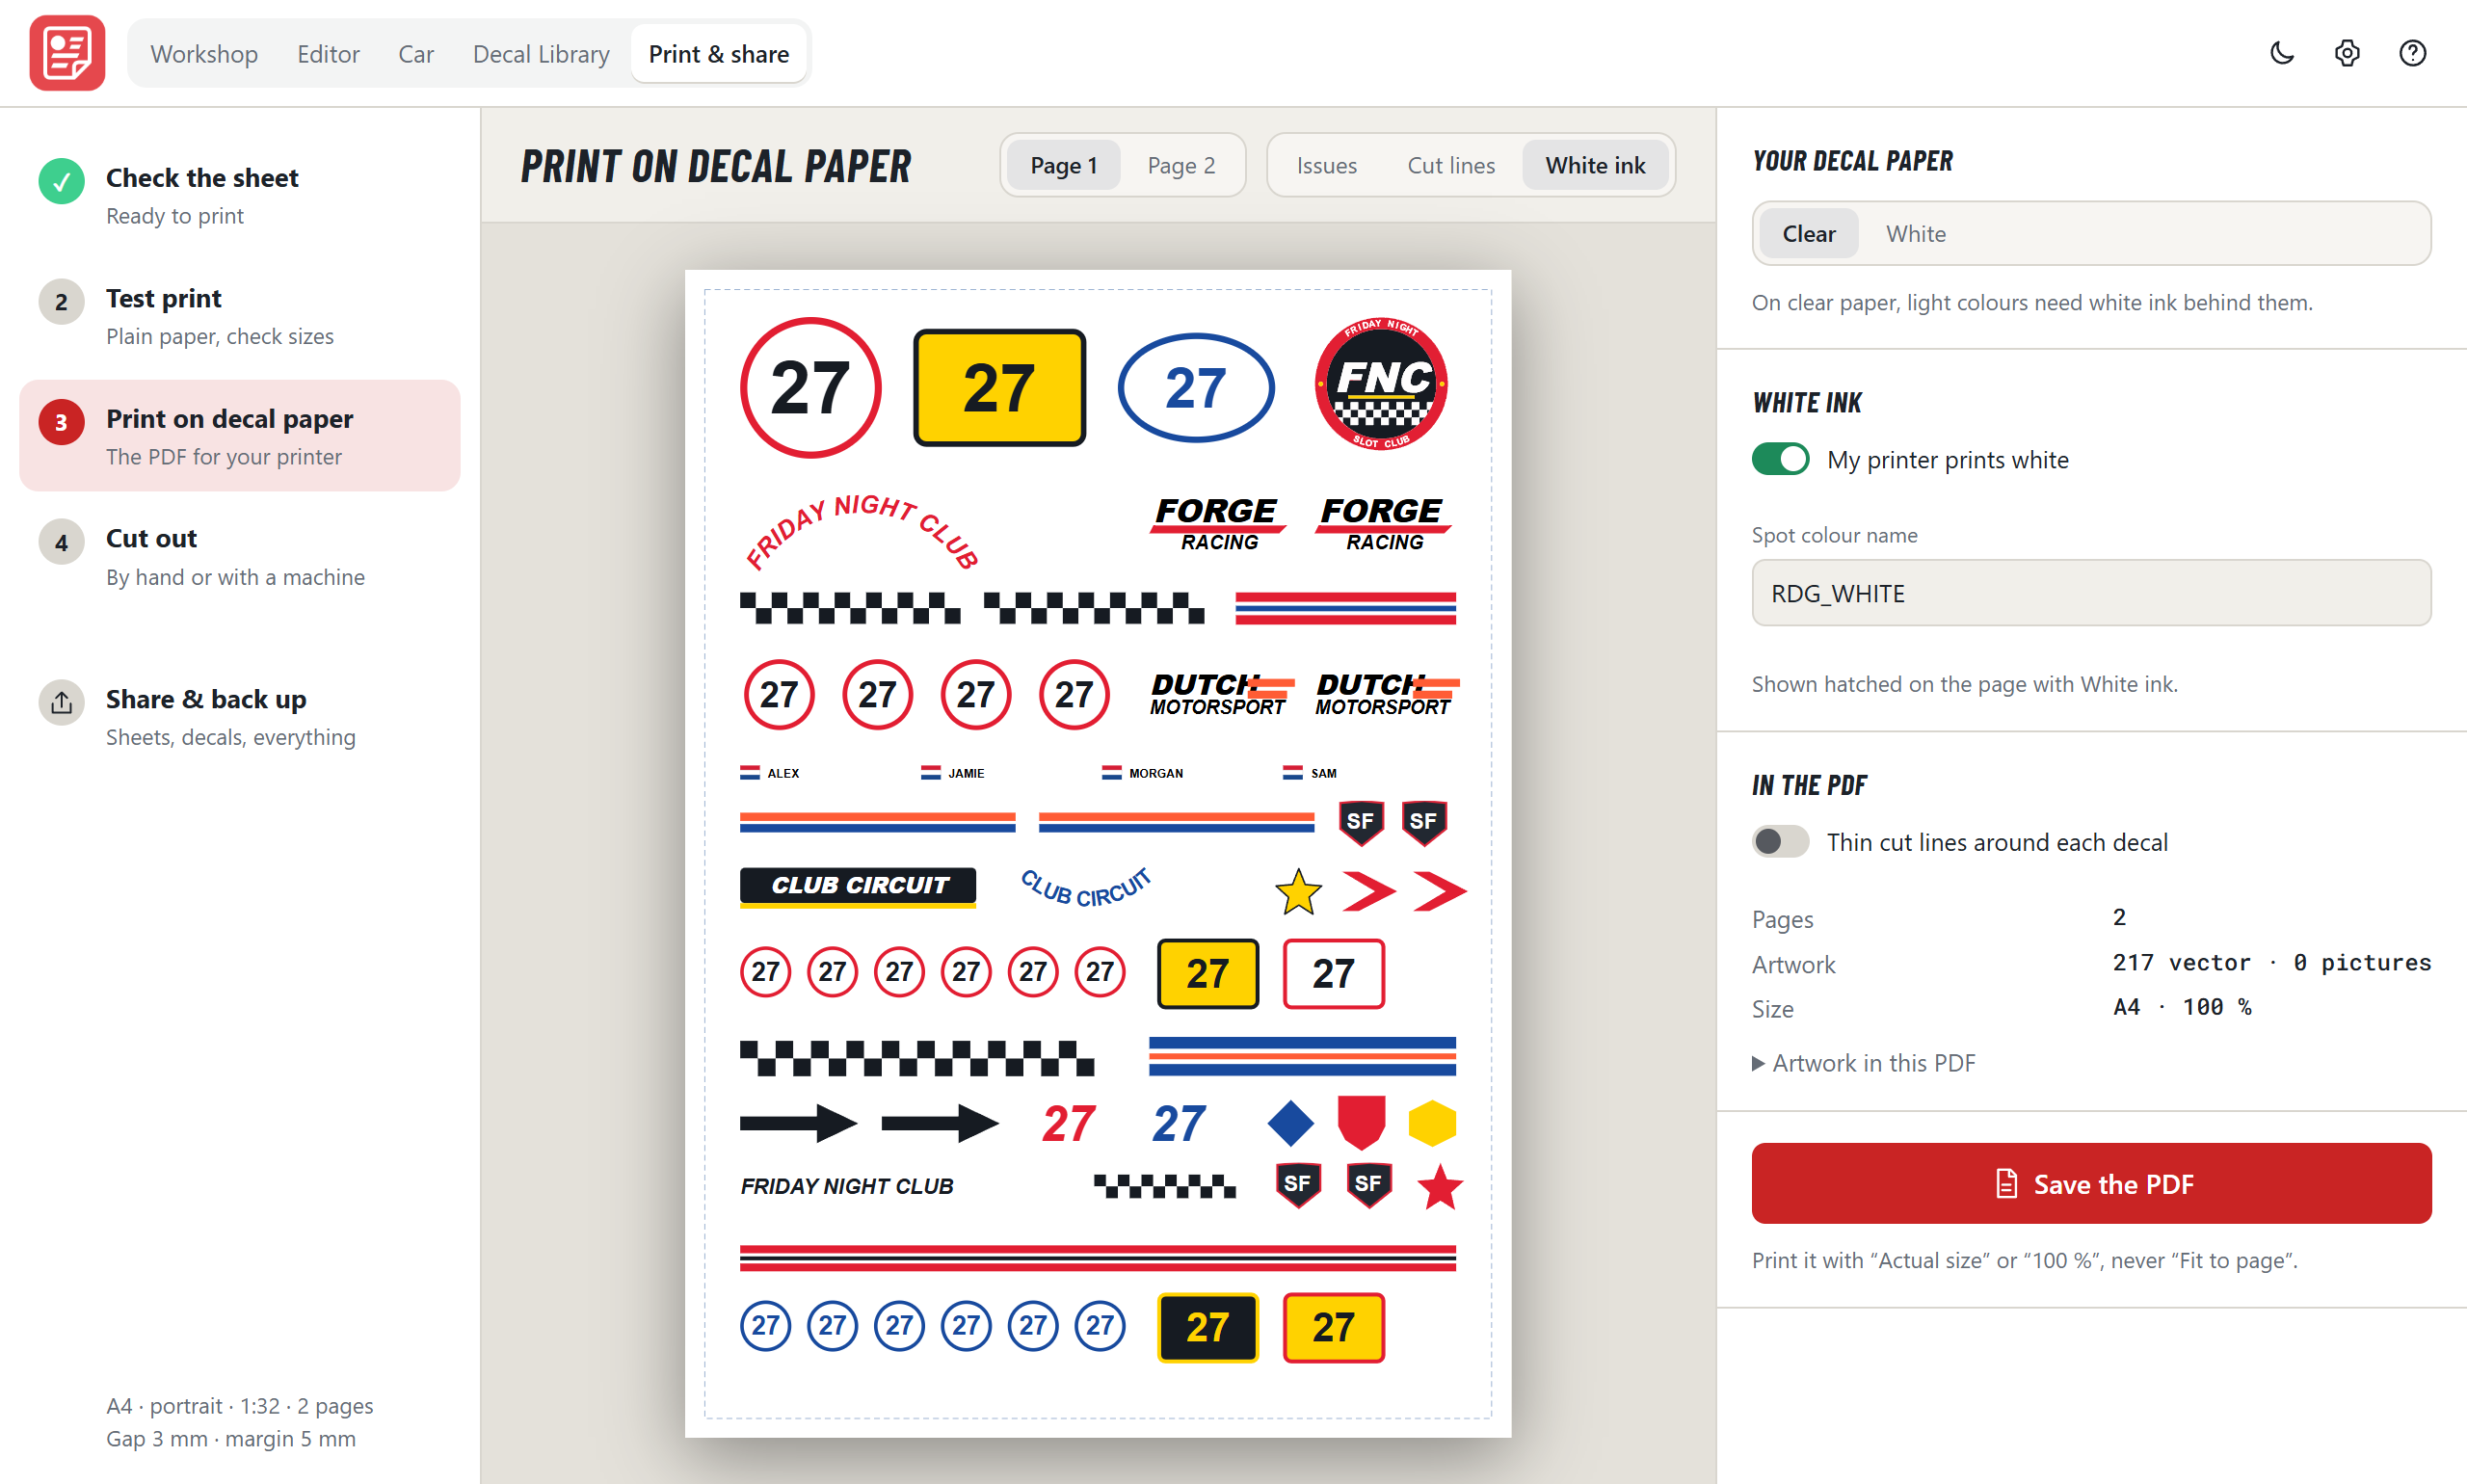 Workshop Editor Car Decal Library Print & share
Check the sheet
Ready to print
2 Test print
Plain paper, check sizes
3 Print on decal paper
The PDF for your printer
4 Cut out
By hand or with a machine
Share & back up
Sheets, decals, everything
A4 · portrait · 1:32 · 2 pages
Gap 3 mm · margin 5 mm
PRINT ON DECAL PAPER
Page 1 Page 2
Issues Cut lines White ink
27 27 27
FRIDAY NIGHT
FNC
SLOT CLUB
FRIDAY NIGHT CLUB
FORGE FORGE
RACING RACING
27 27 27 27
DUTCH DUTCH
MOTORSPORT MOTORSPORT
ALEX JAMIE MORGAN SAM
SF SF
CLUB CIRCUIT CLUB CIRCUIT
27 27 27 27 27 27 27 27
27 27
FRIDAY NIGHT CLUB SF SF
27 27 27 27 27 27 27 27
YOUR DECAL PAPER
Clear White
On clear paper, light colours need white ink behind them.
WHITE INK
My printer prints white
Spot colour name
RDG_WHITE
Shown hatched on the page with White ink.
IN THE PDF
Thin cut lines around each decal
Pages 2
Artwork 217 vector · 0 pictures
Size A4 · 100 %
Artwork in this PDF
Save the PDF
Print it with “Actual size” or “100 %”, never “Fit to page”.